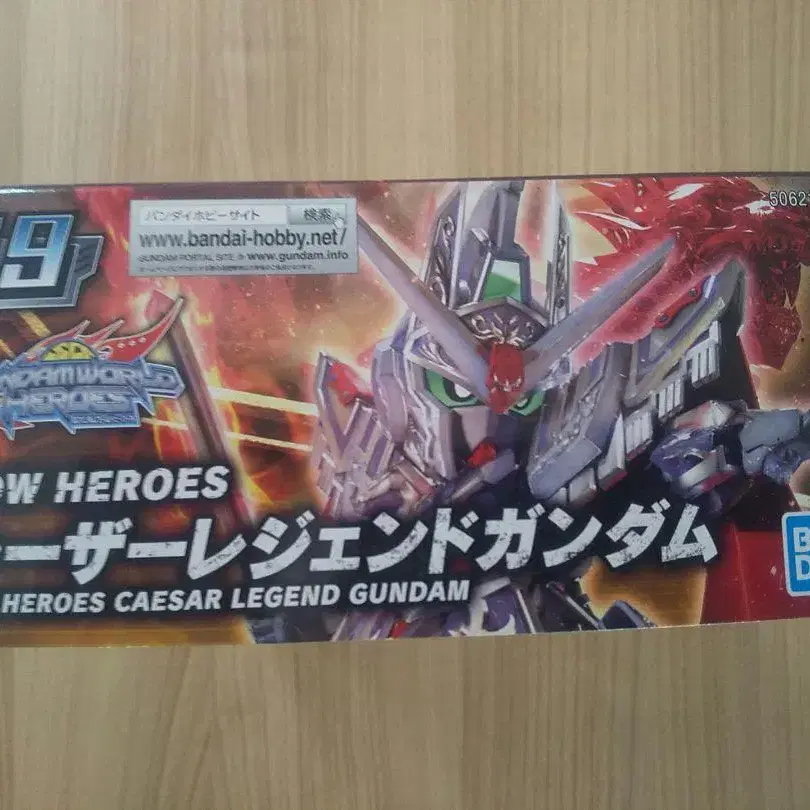 9
バンダイホビーサイト 検索
www.bandai-hobby.net/
GUNDAM PORTAL SITE www.gundam.info
5062
NDAM WORLD
HEROES
W HEROES
ーザーレジェンドガンダム
HEROES CAESAR LEGEND GUNDAM
B
D